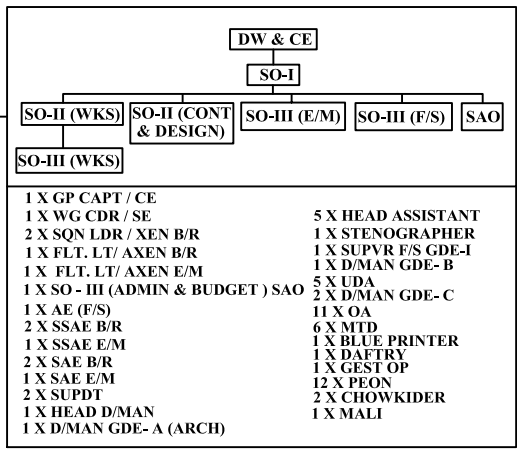 DW & CE
SO-I
SO-II (WKS)
SO-II (CONT & DESIGN)
SO-III (E/M)
SO-III (F/S)
SAO
SO-III (WKS)
1 X GP CAPT / CE
1 X WG CDR / SE
2 X SQN LDR / XEN B/R
1 X FLT. LT/ AXEN B/R
1 X FLT. LT/ AXEN E/M
1 X SO - III (ADMIN & BUDGET ) SAO
1 X AE (F/S)
2 X SSAE B/R
1 X SSAE E/M
2 X SAE B/R
1 X SAE E/M
2 X SUPDT
1 X HEAD D/MAN
1 X D/MAN GDE- A (ARCH)
5 X HEAD ASSISTANT
1 X STENOGRAPHER
1 X SUPVR F/S GDE-I
1 X D/MAN GDE- B
5 X UDA
2 X D/MAN GDE- C
11 X OA
6 X MTD
1 X BLUE PRINTER
1 X DAFTRY
1 X GEST OP
12 X PEON
2 X CHOWKIDER
1 X MALI